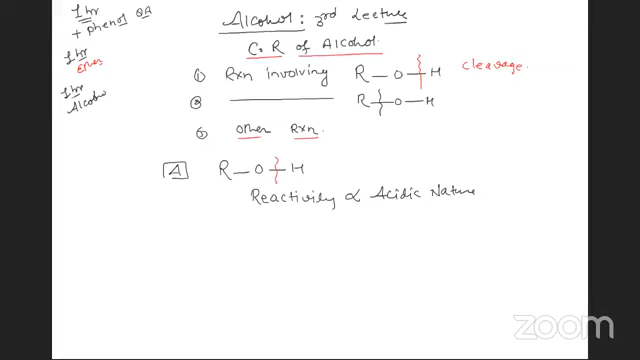 1 hr
+ Phenol QA
1 hr
Ethers
1 hr
Alcohol
Alcohol: 3rd Lecture
C.R of Alcohol
① Rxn involving R - O - H cleavage.
② ———— R - O - H
③ Other Rxn.
A R - O - H
Reactivity ∝ Acidic Nature
zoom